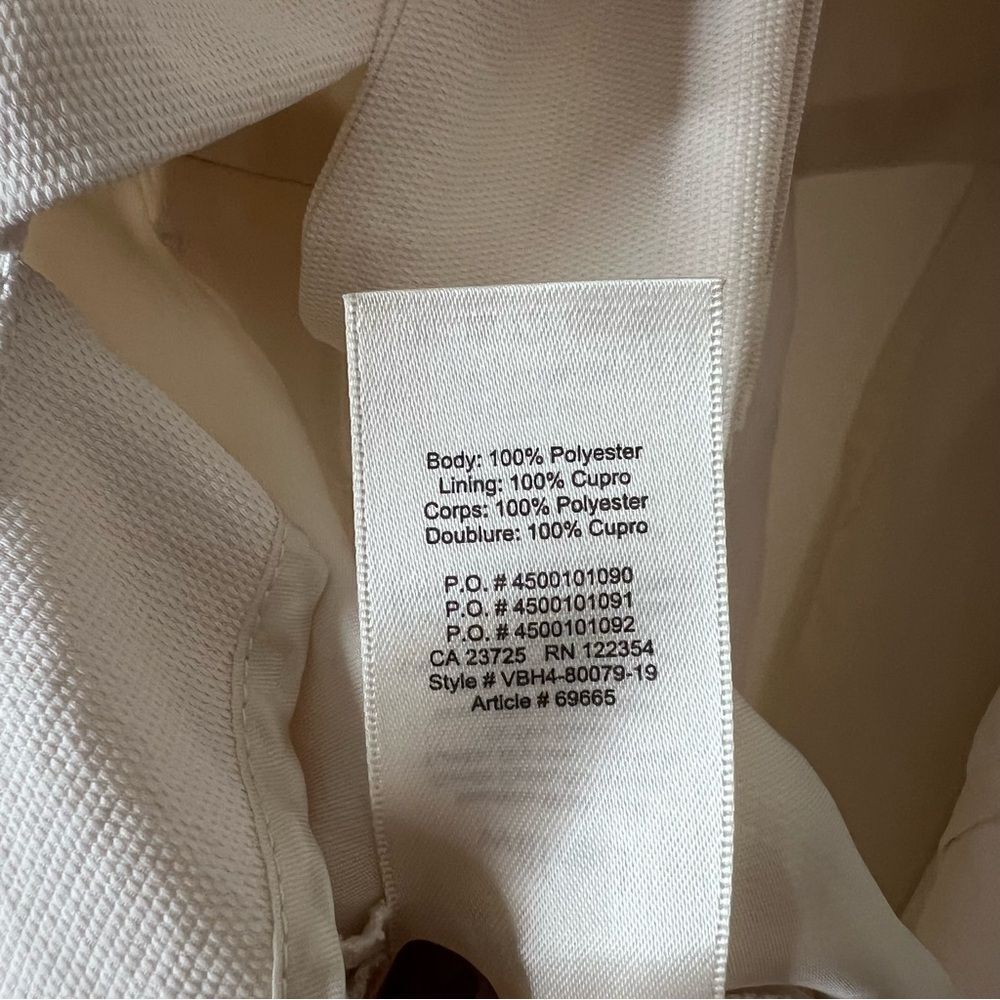 Body: 100% Polyester
Lining: 100% Cupro
Corps: 100% Polyester
Doublure: 100% Cupro
P.O. # 4500101090
P.O. # 4500101091
P.O. # 4500101092
CA 23725 RN 122354
Style # VBH4-80079-19
Article # 69665